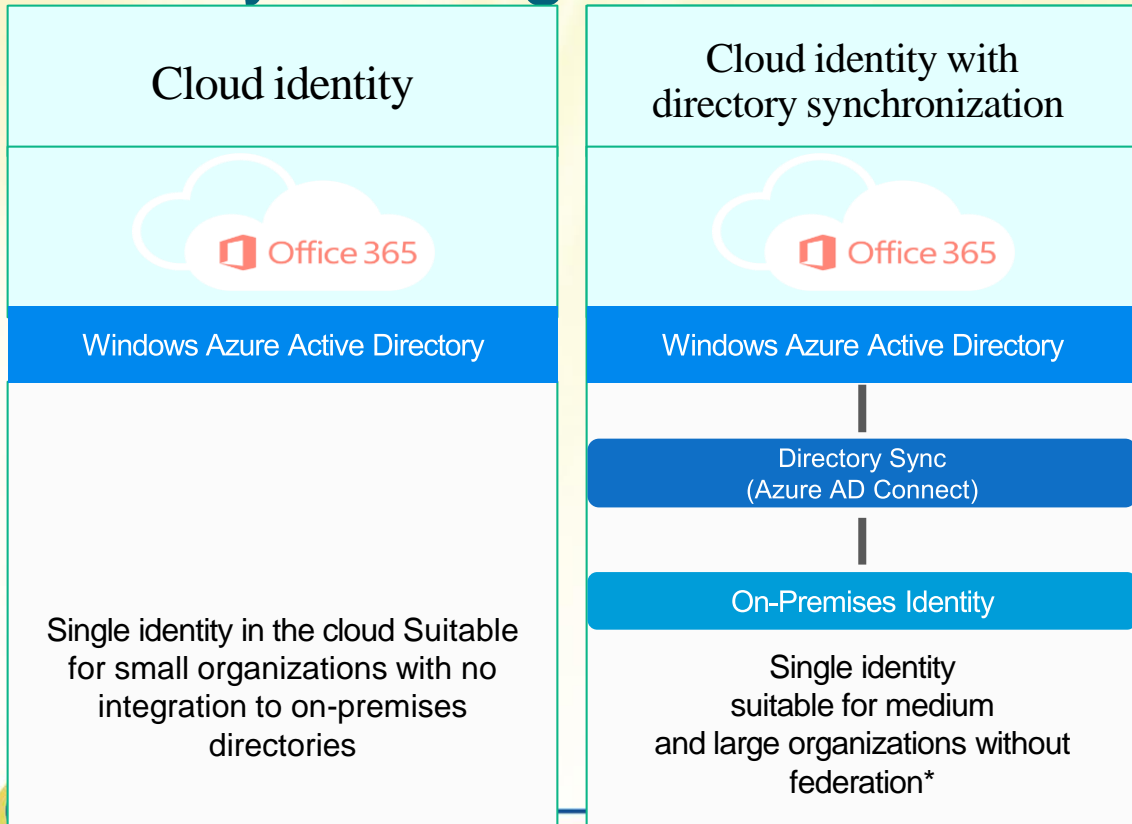 Cloud identity
Office 365
Windows Azure Active Directory
Single identity in the cloud Suitable
for small organizations with no
integration to on-premises
directories
Cloud identity with
directory synchronization
Office 365
Windows Azure Active Directory
Directory Sync
(Azure AD Connect)
On-Premises Identity
Single identity
suitable for medium
and large organizations without
federation*